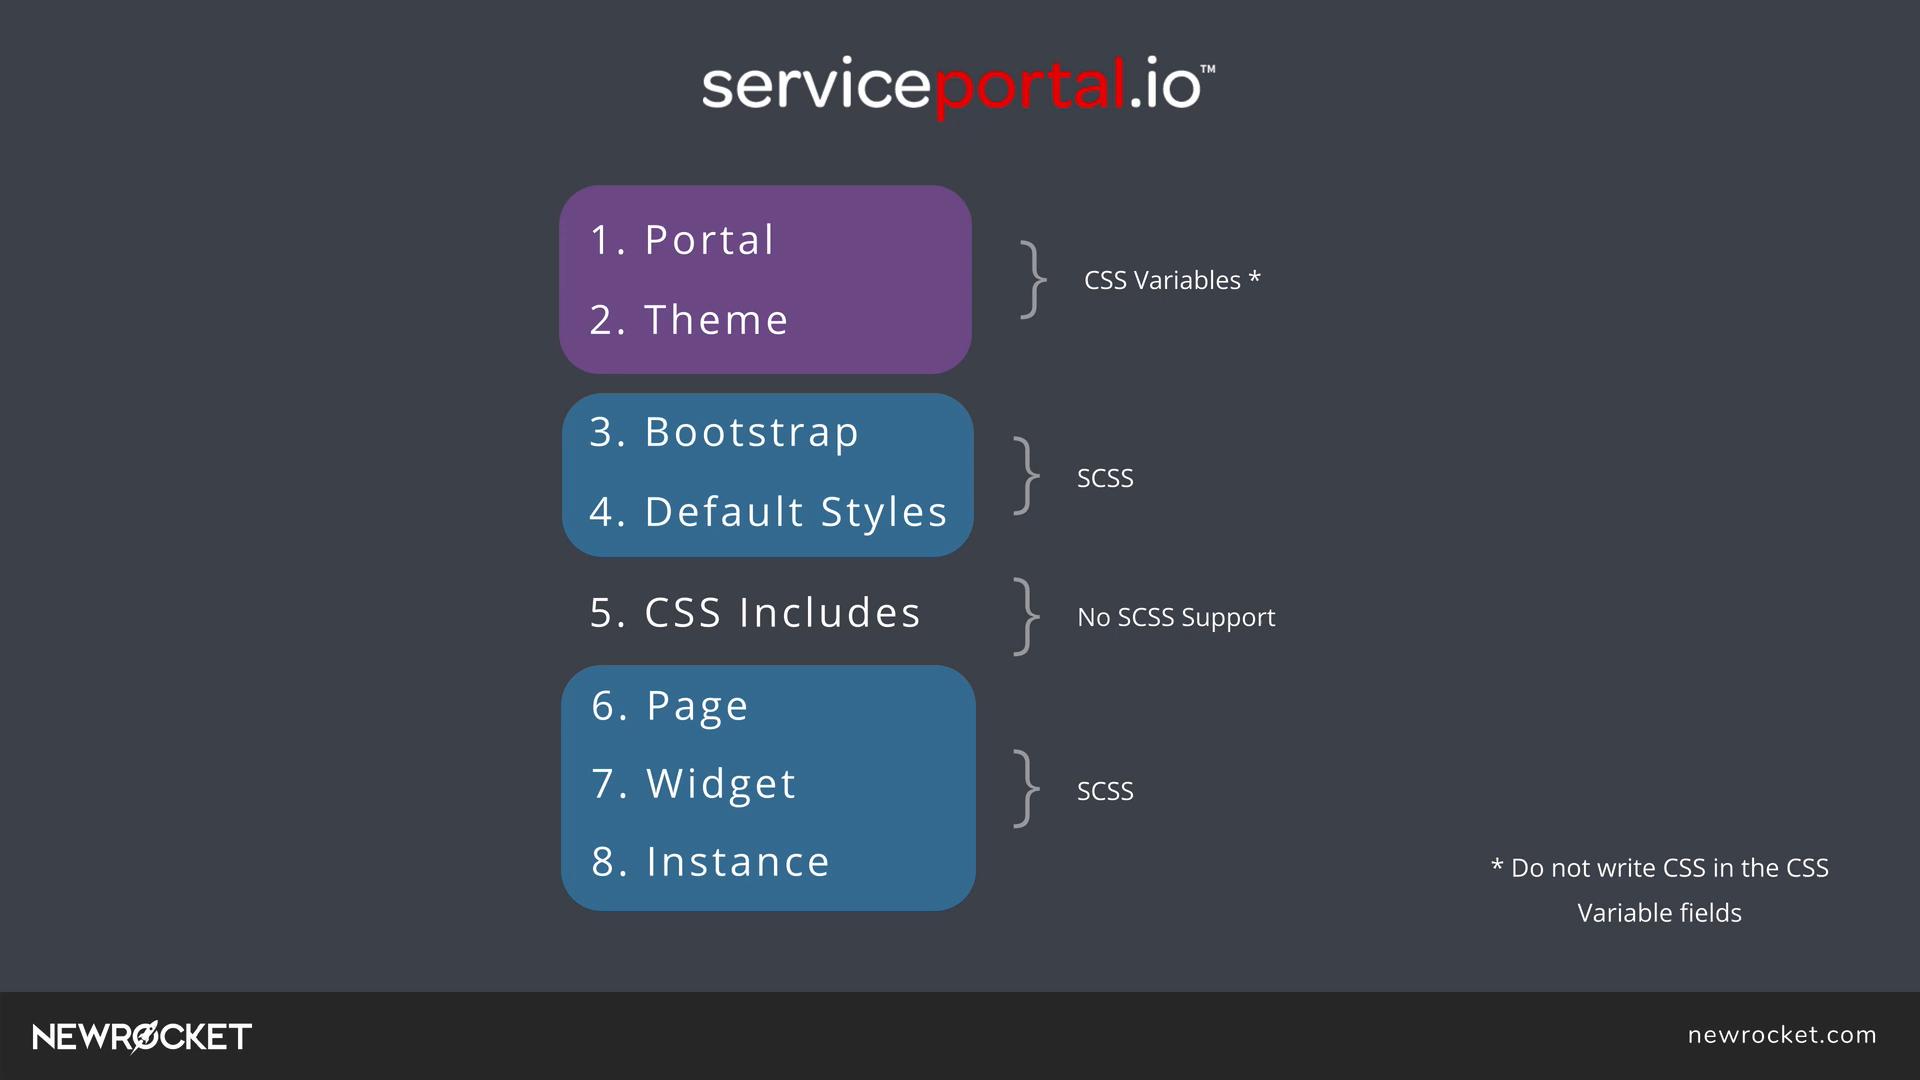 serviceportal.io™
1. Portal
2. Theme
CSS Variables *
3. Bootstrap
4. Default Styles
SCSS
5. CSS Includes
No SCSS Support
6. Page
7. Widget
8. Instance
SCSS
* Do not write CSS in the CSS
Variable fields
NEWROCKET
newrocket.com